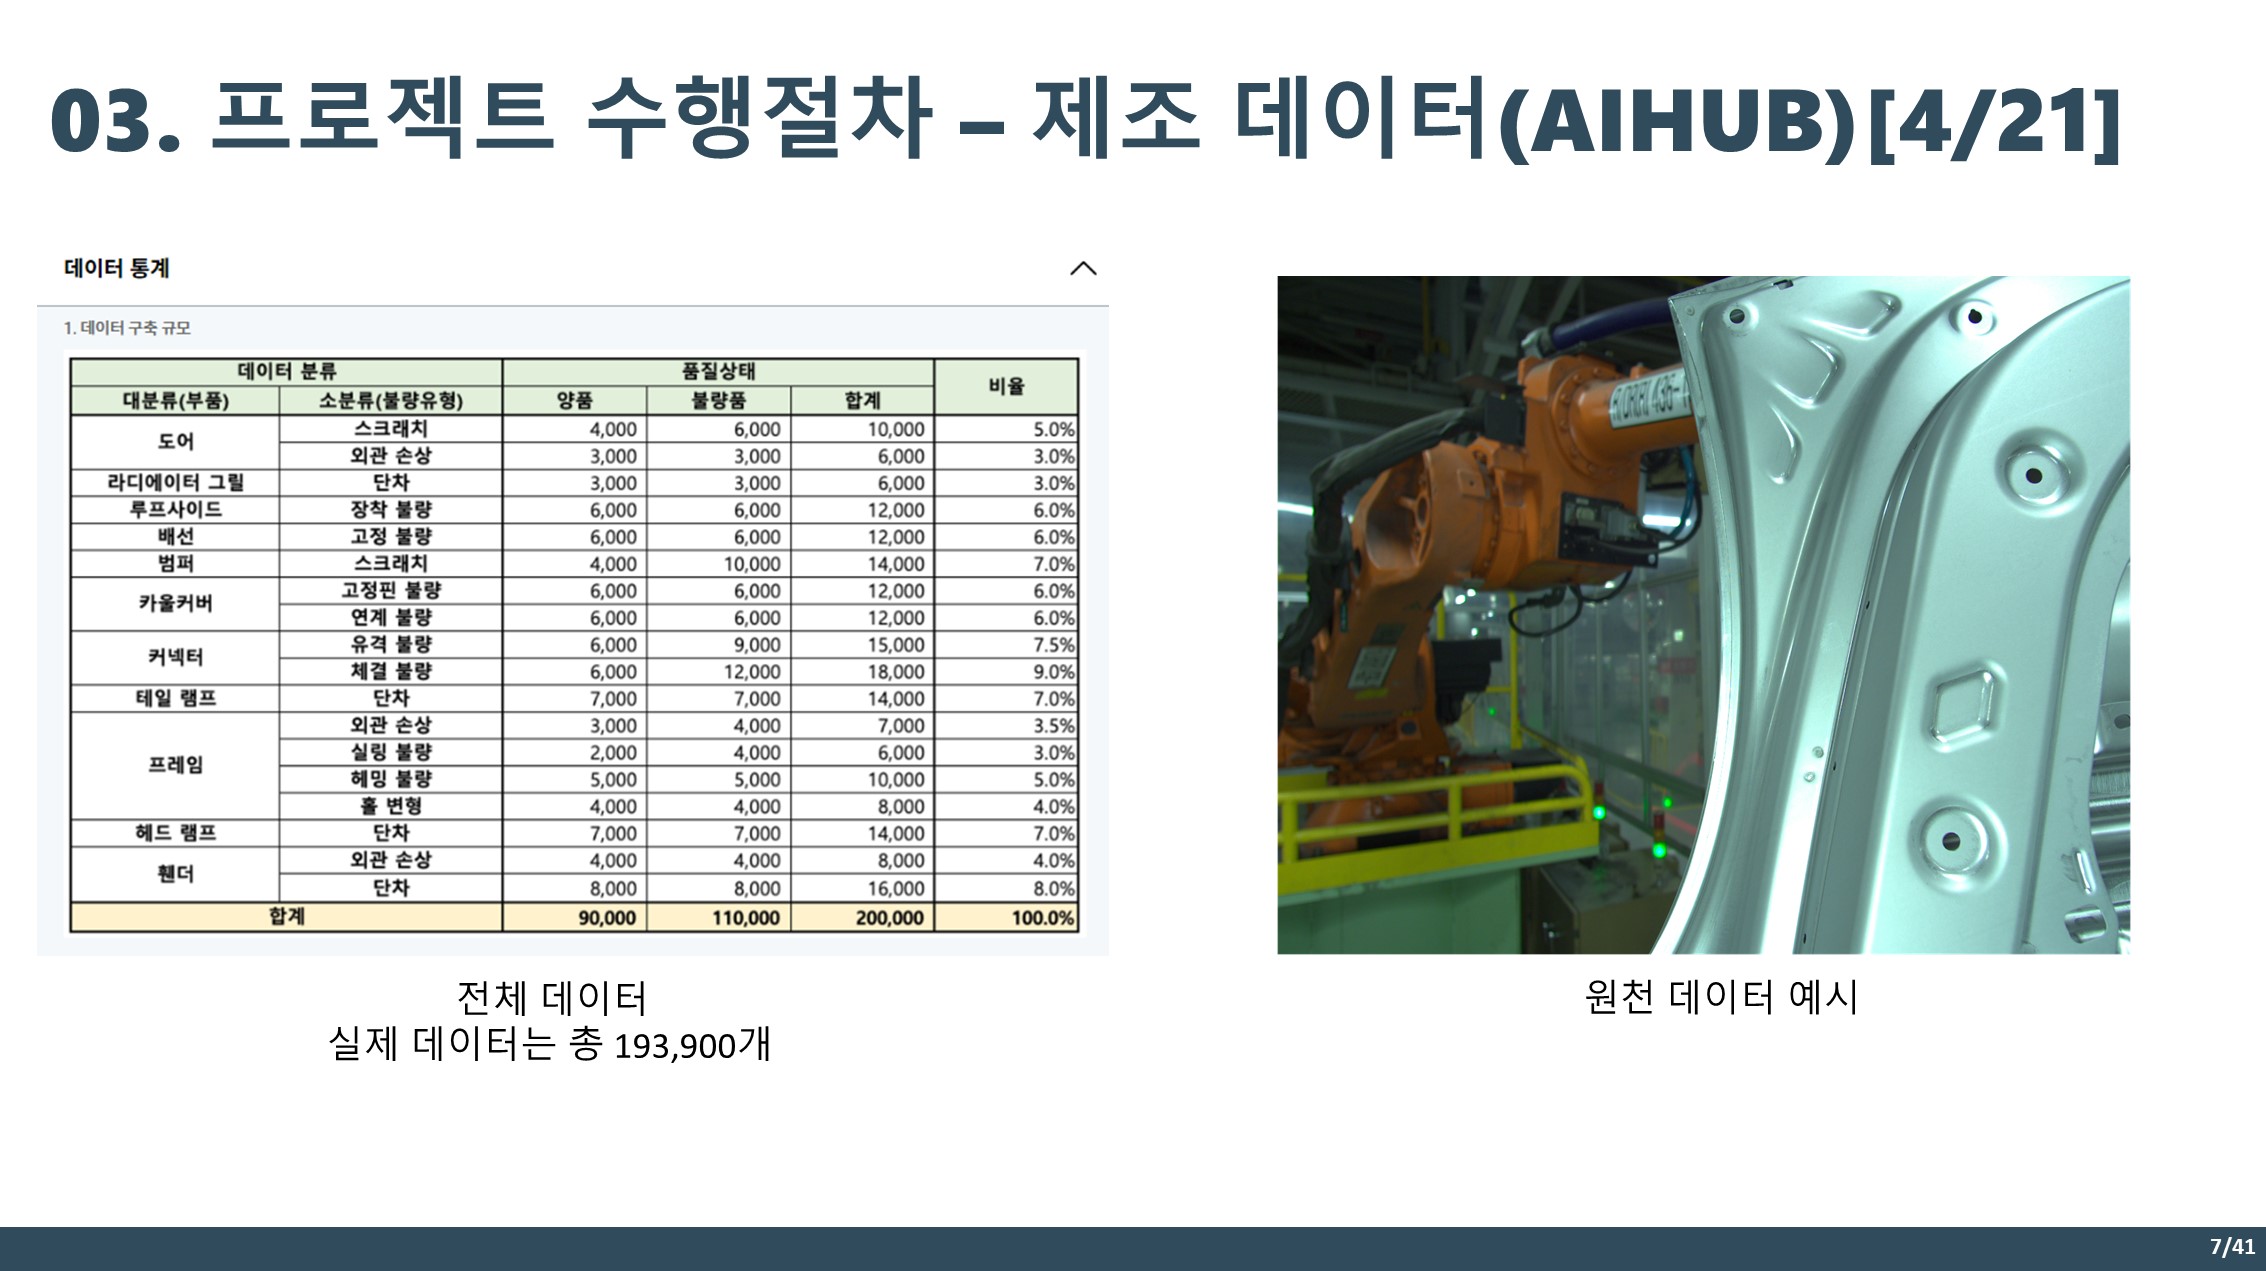 03. 프로젝트 수행절차 – 제조 데이터(AIHUB)[4/21]
데이터 통계
1. 데이터 구축 규모
데이터 분류 품질상태 비율
대분류(부품) 소분류(불량유형) 양품 불량품 합계
도어 스크래치 4,000 6,000 10,000 5.0%
외관 손상 3,000 3,000 6,000 3.0%
라디에이터 그릴 단차 3,000 3,000 6,000 3.0%
루프사이드 장착 불량 6,000 6,000 12,000 6.0%
배선 고정 불량 6,000 6,000 12,000 6.0%
범퍼 스크래치 4,000 10,000 14,000 7.0%
카울커버 고정핀 불량 6,000 6,000 12,000 6.0%
연계 불량 6,000 6,000 12,000 6.0%
커넥터 유격 불량 6,000 9,000 15,000 7.5%
체결 불량 6,000 12,000 18,000 9.0%
테일 램프 단차 7,000 7,000 14,000 7.0%
프레임 외관 손상 3,000 4,000 7,000 3.5%
실링 불량 2,000 4,000 6,000 3.0%
헤밍 불량 5,000 5,000 10,000 5.0%
홀 변형 4,000 4,000 8,000 4.0%
헤드 램프 단차 7,000 7,000 14,000 7.0%
휀더 외관 손상 4,000 4,000 8,000 4.0%
단차 8,000 8,000 16,000 8.0%
합계 90,000 110,000 200,000 100.0%
전체 데이터
실제 데이터는 총 193,900개
원천 데이터 예시
7/41